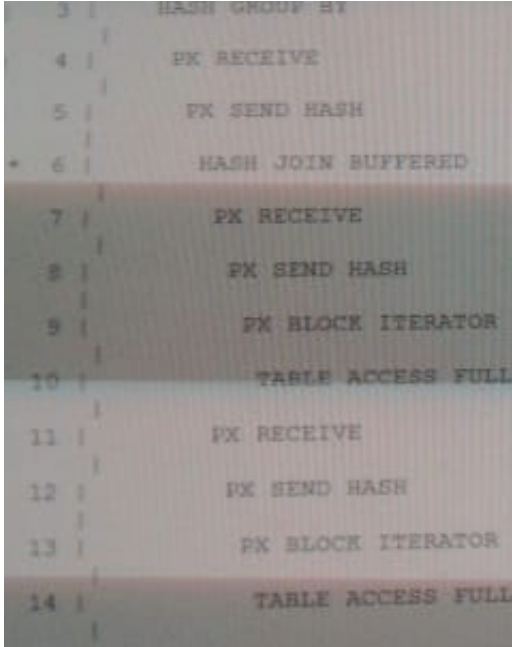 3 | HASH GROUP BY
4 | PX RECEIVE
|
5 | PX SEND HASH
|
* 6 | HASH JOIN BUFFERED
|
7 | PX RECEIVE
|
8 | PX SEND HASH
|
9 | PX BLOCK ITERATOR
|
10 | TABLE ACCESS FULL
|
11 | PX RECEIVE
|
12 | PX SEND HASH
|
13 | PX BLOCK ITERATOR
|
14 | TABLE ACCESS FULL
|